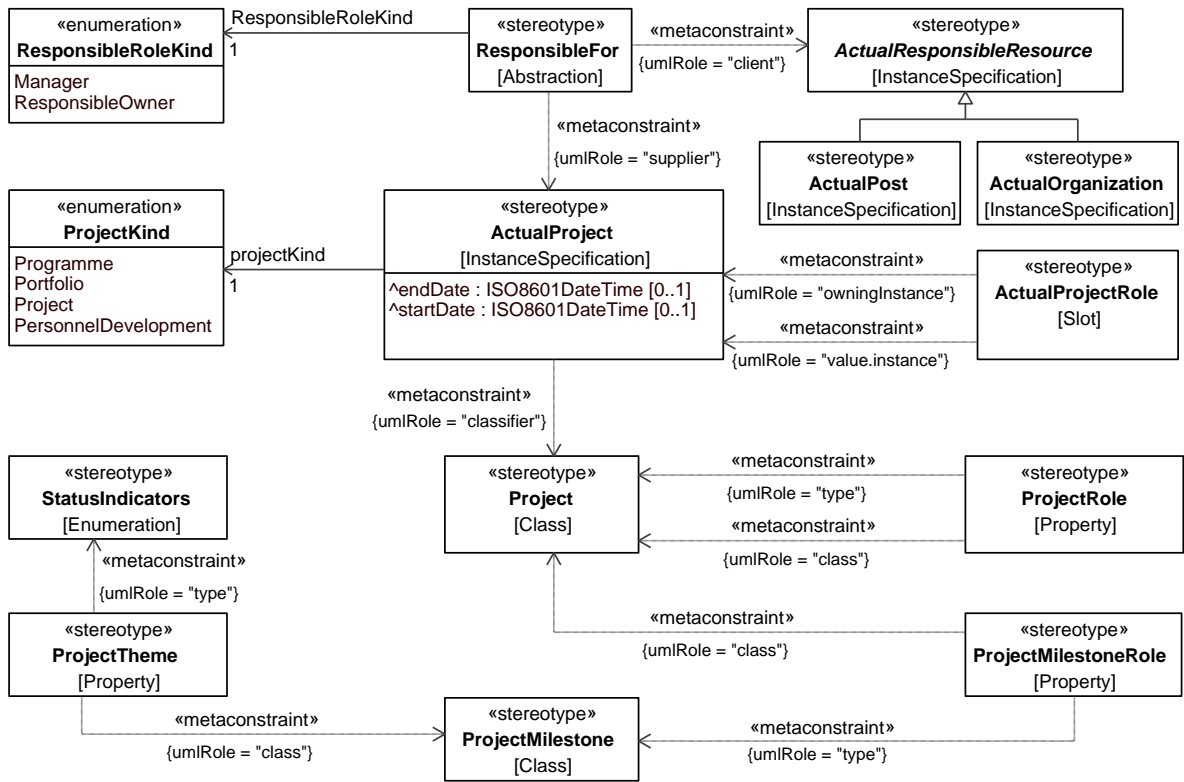 «enumeration»
ResponsibleRoleKind
Manager
ResponsibleOwner
ResponsibleRoleKind
1
«stereotype»
ResponsibleFor
[Abstraction]
«metaconstraint»
{umlRole = "client"}
«stereotype»
ActualResponsibleResource
[InstanceSpecification]
«metaconstraint»
{umlRole = "supplier"}
«stereotype»
ActualPost
[InstanceSpecification]
«stereotype»
ActualOrganization
[InstanceSpecification]
«enumeration»
ProjectKind
Programme
Portfolio
Project
PersonnelDevelopment
projectKind
1
«stereotype»
ActualProject
[InstanceSpecification]
^endDate : ISO8601DateTime [0..1]
^startDate : ISO8601DateTime [0..1]
«metaconstraint»
{umlRole = "owningInstance"}
«metaconstraint»
{umlRole = "value.instance"}
«stereotype»
ActualProjectRole
[Slot]
«metaconstraint»
{umlRole = "classifier"}
«stereotype»
StatusIndicators
[Enumeration]
«stereotype»
Project
[Class]
«metaconstraint»
{umlRole = "type"}
«metaconstraint»
{umlRole = "class"}
«stereotype»
ProjectRole
[Property]
«metaconstraint»
{umlRole = "type"}
«stereotype»
ProjectTheme
[Property]
«metaconstraint»
{umlRole = "class"}
«stereotype»
ProjectMilestoneRole
[Property]
«metaconstraint»
{umlRole = "class"}
«stereotype»
ProjectMilestone
[Class]
«metaconstraint»
{umlRole = "type"}